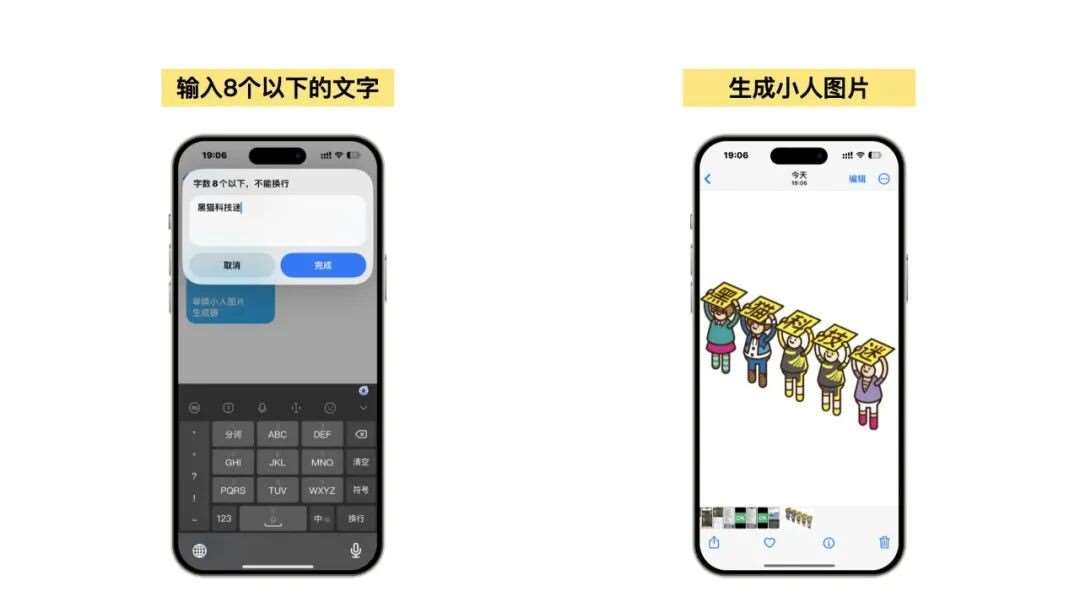 输入8个以下的文字
19:06
字数8个以下，不能换行
黑猫科技迷
取消
完成
举牌小人图片
生成器
分词
ABC
DEF
GHI
JKL
MNO
清空
?
PQRS
TUV
WXYZ
符号
!
123
中
换行
生成小人图片
19:06
今天
19:06
编辑
黑猫科技迷
OK
OK